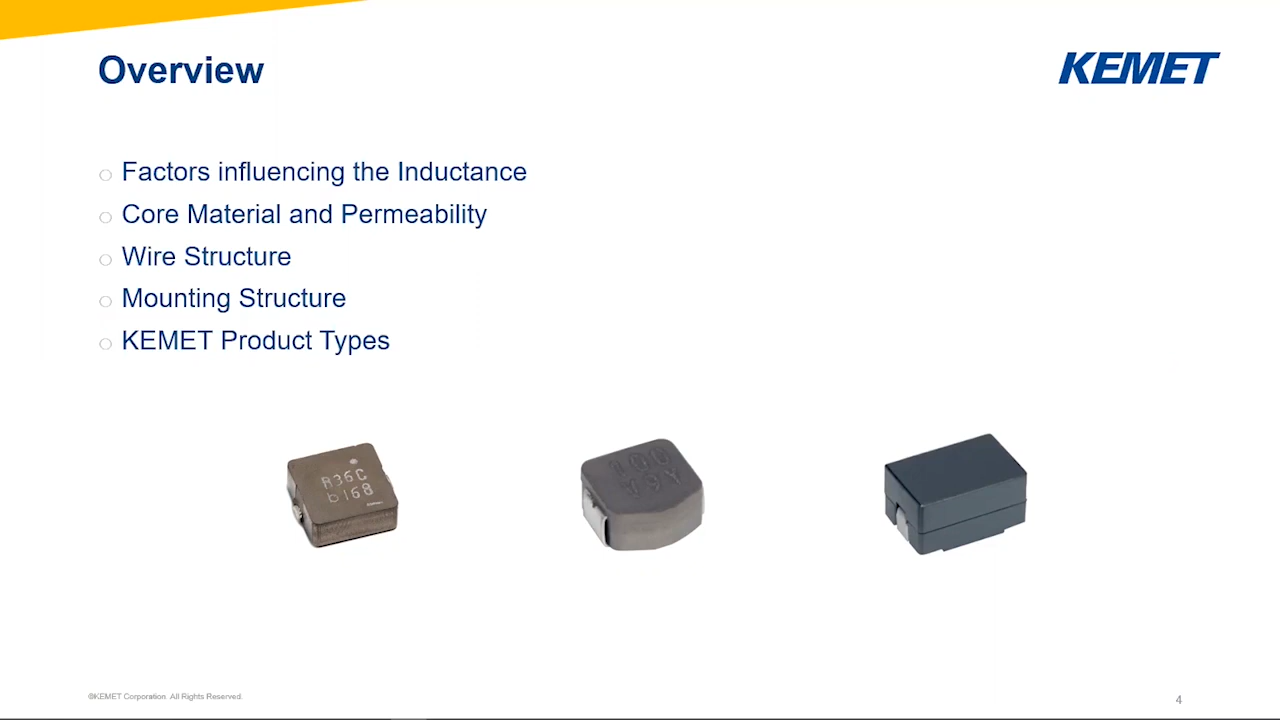 Overview
KEMET
Factors influencing the Inductance
Core Material and Permeability
Wire Structure
Mounting Structure
KEMET Product Types
R36C
b168
100
©KEMET Corporation. All Rights Reserved.
4